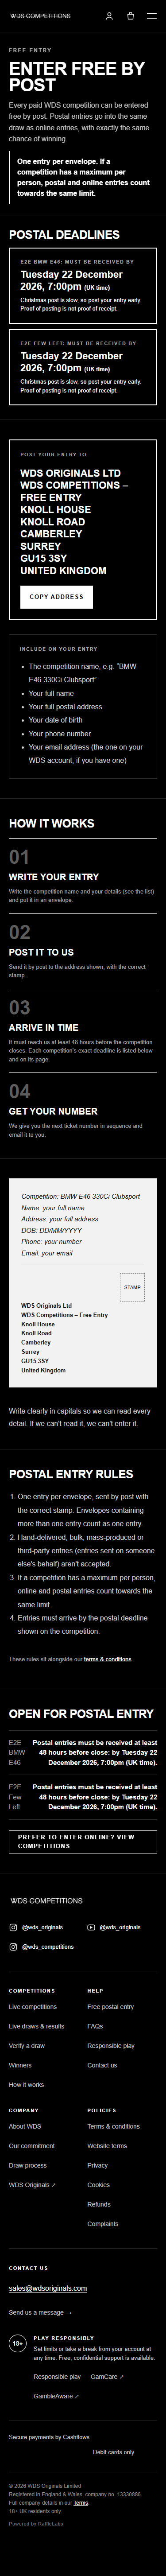 WDS-COMPETITIONS
FREE ENTRY
ENTER FREE BY
POST
Every paid WDS competition can be entered
free by post. Postal entries go into the same
draw as online entries, with exactly the same
chance of winning.
One entry per envelope. If a
competition has a maximum per
person, postal and online entries count
towards the same limit.
POSTAL DEADLINES
E2E BMW E46: MUST BE RECEIVED BY
Tuesday 22 December
2026, 7:00pm (UK time)
Christmas post is slow, so post your entry early.
Proof of posting is not proof of receipt.
E2E FEW LEFT: MUST BE RECEIVED BY
Tuesday 22 December
2026, 7:00pm (UK time)
Christmas post is slow, so post your entry early.
Proof of posting is not proof of receipt.
POST YOUR ENTRY TO
WDS ORIGINALS LTD
WDS COMPETITIONS –
FREE ENTRY
KNOLL HOUSE
KNOLL ROAD
CAMBERLEY
SURREY
GU15 3SY
UNITED KINGDOM
COPY ADDRESS
INCLUDE ON YOUR ENTRY
• The competition name, e.g. "BMW
E46 330Ci Clubsport"
• Your full name
• Your full postal address
• Your date of birth
• Your phone number
• Your email address (the one on your
WDS account, if you have one)
HOW IT WORKS
01
WRITE YOUR ENTRY
Write the competition name and your details (see the list)
and put it in an envelope.
02
POST IT TO US
Send it by post to the address shown, with the correct
stamp.
03
ARRIVE IN TIME
It must reach us at least 48 hours before the competition
closes. Each competition's exact deadline is listed below
and on its page.
04
GET YOUR NUMBER
We give you the next ticket number in sequence and
email it to you.
Competition: BMW E46 330Ci Clubsport
Name: your full name
Address: your full address
DOB: DD/MM/YYYY
Phone: your number
Email: your email
STAMP
WDS Originals Ltd
WDS Competitions – Free Entry
Knoll House
Knoll Road
Camberley
Surrey
GU15 3SY
United Kingdom
Write clearly in capitals so we can read every
detail. If we can't read it, we can't enter it.
POSTAL ENTRY RULES
1. One entry per envelope, sent by post with
the correct stamp. Envelopes containing
more than one entry count as one entry.
2. Hand-delivered, bulk, mass-produced or
third-party entries (entries sent on someone
else's behalf) aren't accepted.
3. If a competition has a maximum per person,
online and postal entries count towards the
same limit.
4. Entries must arrive by the postal deadline
shown on the competition.
These rules sit alongside our terms & conditions.
OPEN FOR POSTAL ENTRY
E2E BMW E46
Postal entries must be received at least
48 hours before close: by Tuesday 22
December 2026, 7:00pm (UK time).
E2E Few Left
Postal entries must be received at least
48 hours before close: by Tuesday 22
December 2026, 7:00pm (UK time).
PREFER TO ENTER ONLINE? VIEW
COMPETITIONS
WDS-COMPETITIONS
@wds_originals
@wds_originals
@wds_competitions
COMPETITIONS
Live competitions
Live draws & results
Verify a draw
Winners
How it works
HELP
Free postal entry
FAQs
Responsible play
Contact us
COMPANY
About WDS
Our commitment
Draw process
WDS Originals ↗
POLICIES
Terms & conditions
Website terms
Privacy
Cookies
Refunds
Complaints
CONTACT US
sales@wdsoriginals.com
Send us a message →
18+
PLAY RESPONSIBLY
Set limits or take a break from your account at
any time. Free, confidential support is available.
Responsible play
GamCare ↗
GambleAware ↗
Secure payments by Cashflows
Debit cards only
© 2026 WDS Originals Limited
Registered in England & Wales, company no. 13330886
Full company details in our Terms.
18+ UK residents only.
Powered by RaffleLabs